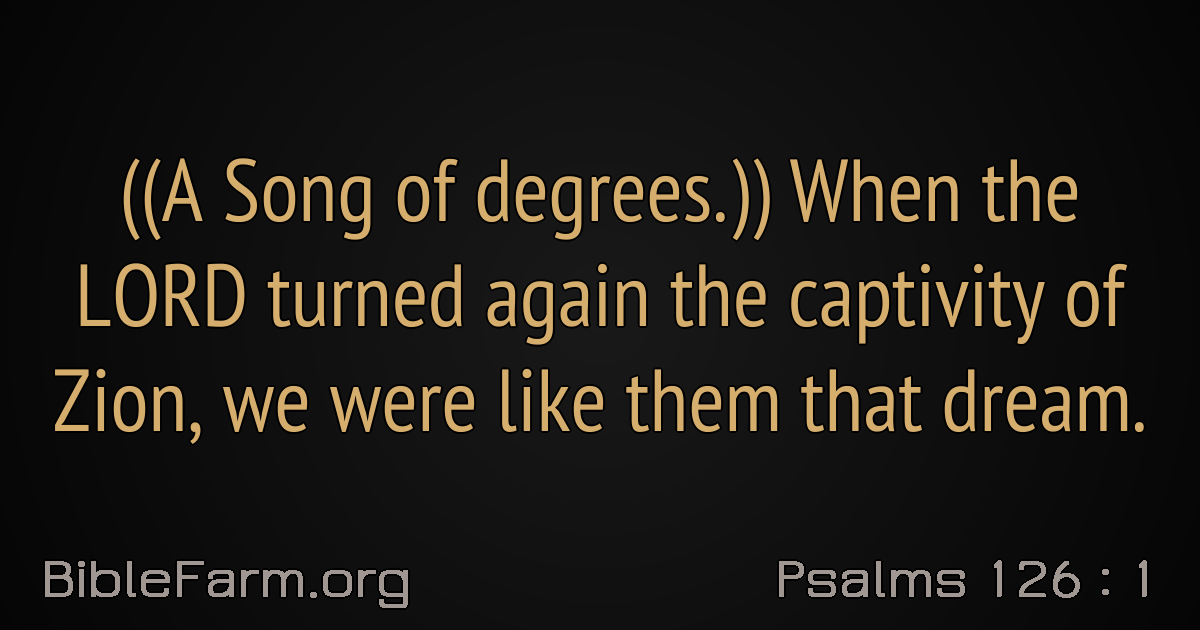 ((A Song of degrees.)) When the
LORD turned again the captivity of
Zion, we were like them that dream.
BibleFarm.org
Psalms 126 : 1